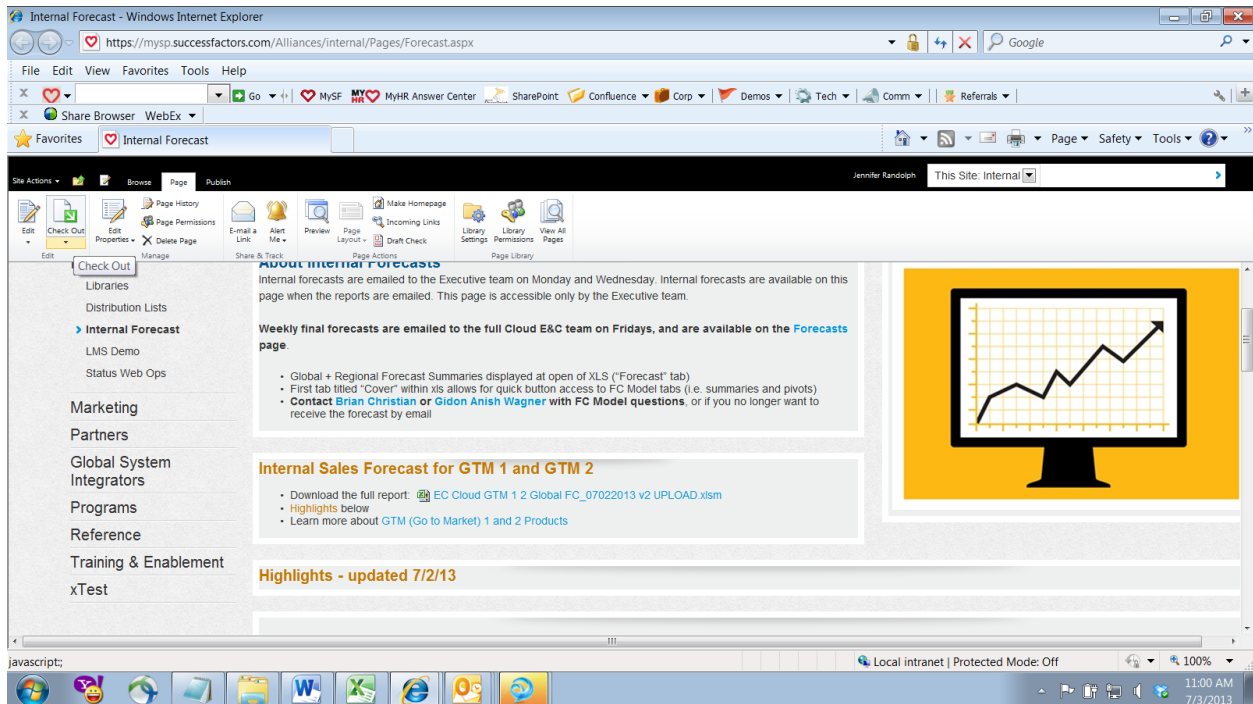 Internal Forecast - Windows Internet Explorer
https://mysp.successfactors.com/Alliances/internal/Pages/Forecast.aspx
Google
File Edit View Favorites Tools Help
X Go MySF MYHR MyHR Answer Center SharePoint Confluence Corp Demos Tech Comm Referrals
X Share Browser WebEx
Favorites Internal Forecast Page Safety Tools
Site Actions Browse Page Publish Jennifer Randolph This Site: Internal
Edit
Check Out
Edit Properties
Page History
Page Permissions
Delete Page
E-mail a Link
Alert Me
Preview
Page Layout
Make Homepage
Incoming Links
Draft Check
Library Settings
Library Permissions
View All Pages
Edit Manage Share & Track Page Actions Page Library
Check Out
Libraries
Distribution Lists
Internal Forecast
LMS Demo
Status Web Ops
Marketing
Partners
Global System
Integrators
Programs
Reference
Training & Enablement
xTest
About Internal Forecasts
Internal forecasts are emailed to the Executive team on Monday and Wednesday. Internal forecasts are available on this
page when the reports are emailed. This page is accessible only by the Executive team.
Weekly final forecasts are emailed to the full Cloud E&C team on Fridays, and are available on the Forecasts
page.
• Global + Regional Forecast Summaries displayed at open of XLS ("Forecast" tab)
• First tab titled "Cover" within xls allows for quick button access to FC Model tabs (i.e. summaries and pivots)
• Contact Brian Christian or Gidon Anish Wagner with FC Model questions, or if you no longer want to
receive the forecast by email
Internal Sales Forecast for GTM 1 and GTM 2
• Download the full report: EC Cloud GTM 1 2 Global FC_07022013 v2 UPLOAD.xlsm
• Highlights below
• Learn more about GTM (Go to Market) 1 and 2 Products
Highlights - updated 7/2/13
javascript:; Local intranet | Protected Mode: Off 100%
11:00 AM
7/3/2013